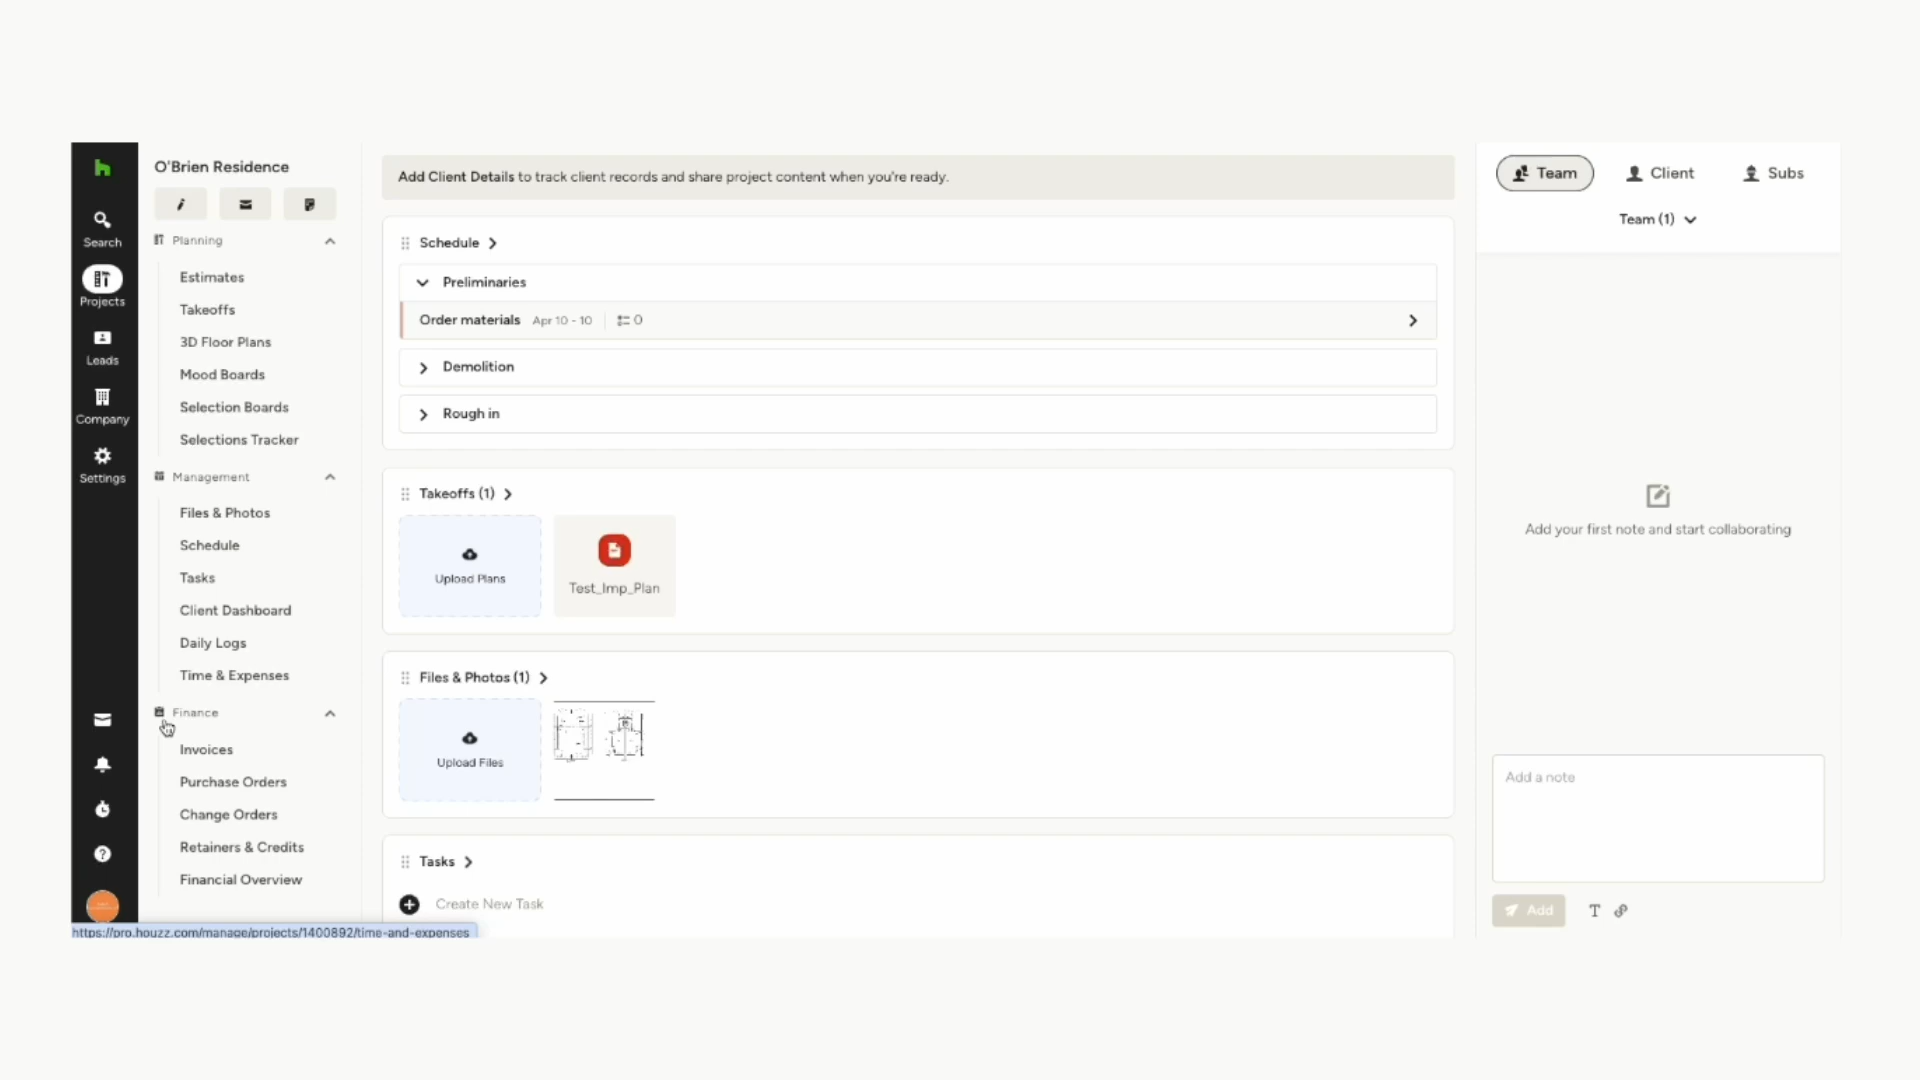 Search
Projects
Leads
Company
Settings
O'Brien Residence
Planning
Estimates
Takeoffs
3D Floor Plans
Mood Boards
Selection Boards
Selections Tracker
Management
Files & Photos
Schedule
Tasks
Client Dashboard
Daily Logs
Time & Expenses
Finance
Invoices
Purchase Orders
Change Orders
Retainers & Credits
Financial Overview
https://pro.houzz.com/manage/projects/1400892/time-and-expenses
Add Client Details to track client records and share project content when you're ready.
Schedule
Preliminaries
Order materials Apr 10 - 10 0
Demolition
Rough in
Takeoffs (1)
Upload Plans
Test_Imp_Plan
Files & Photos (1)
Upload Files
Tasks
Create New Task
Team Client Subs
Team (1)
Add your first note and start collaborating
Add a note
Add T